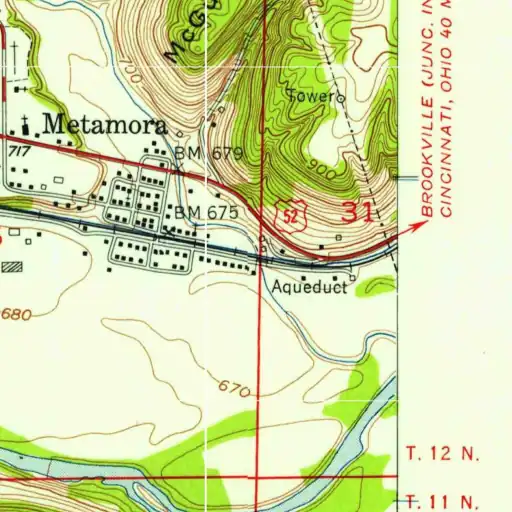 McGu
700
Tower
Metamora
717
BM 679
900
BM 675
52
31
BROOKVILLE (JUNC. IN
CINCINNATI, OHIO 40 M
Aqueduct
680
670
T. 12 N.
T. 11 N.